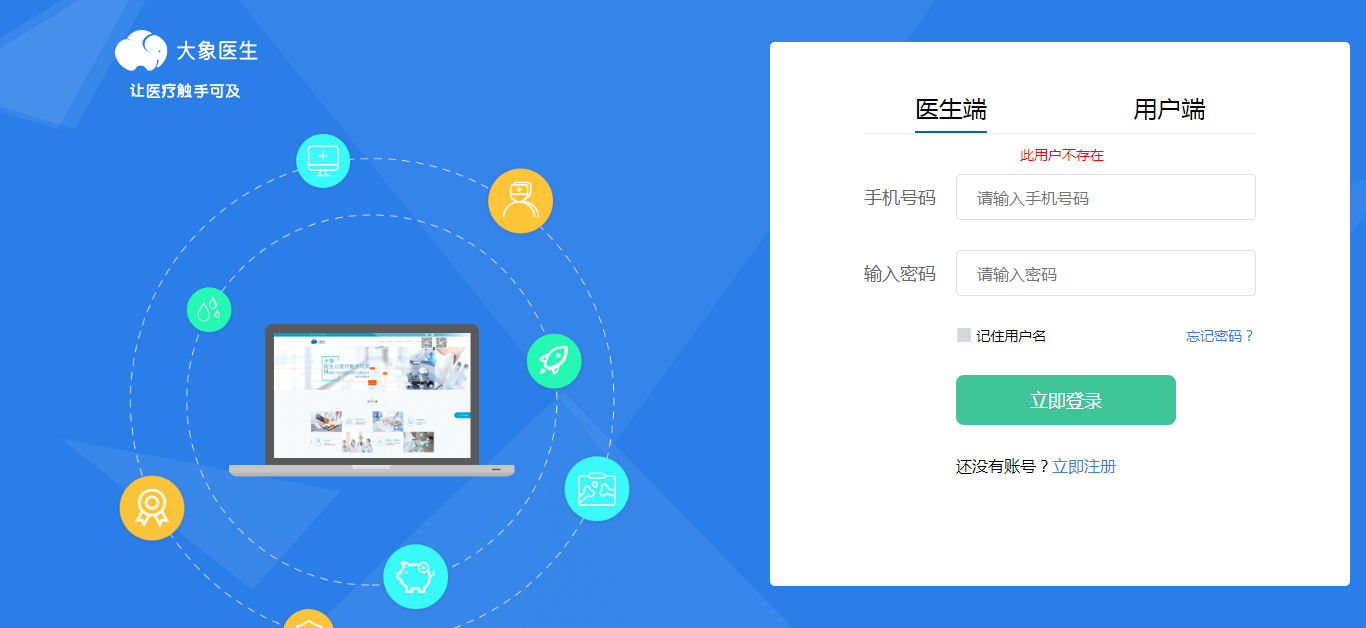 大象医生
让医疗触手可及
医生端
用户端
此用户不存在
手机号码
请输入手机号码
输入密码
请输入密码
记住用户名
忘记密码？
立即登录
还没有账号？立即注册